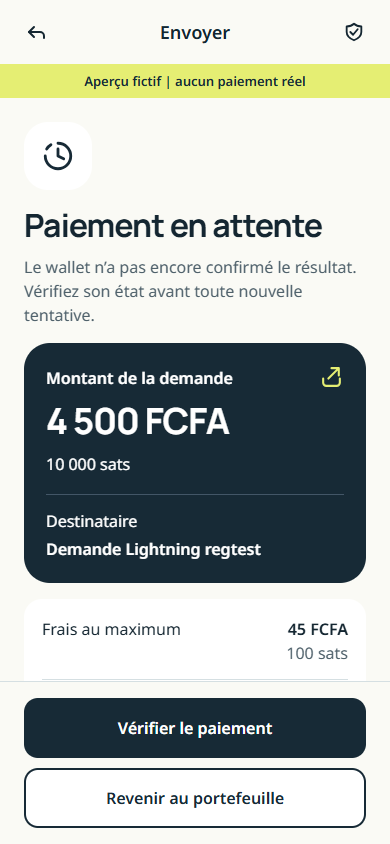 Envoyer
Aperçu fictif | aucun paiement réel
Paiement en attente
Le wallet n’a pas encore confirmé le résultat.
Vérifiez son état avant toute nouvelle
tentative.
Montant de la demande
4 500 FCFA
10 000 sats
Destinataire
Demande Lightning regtest
Frais au maximum
45 FCFA
100 sats
Vérifier le paiement
Revenir au portefeuille